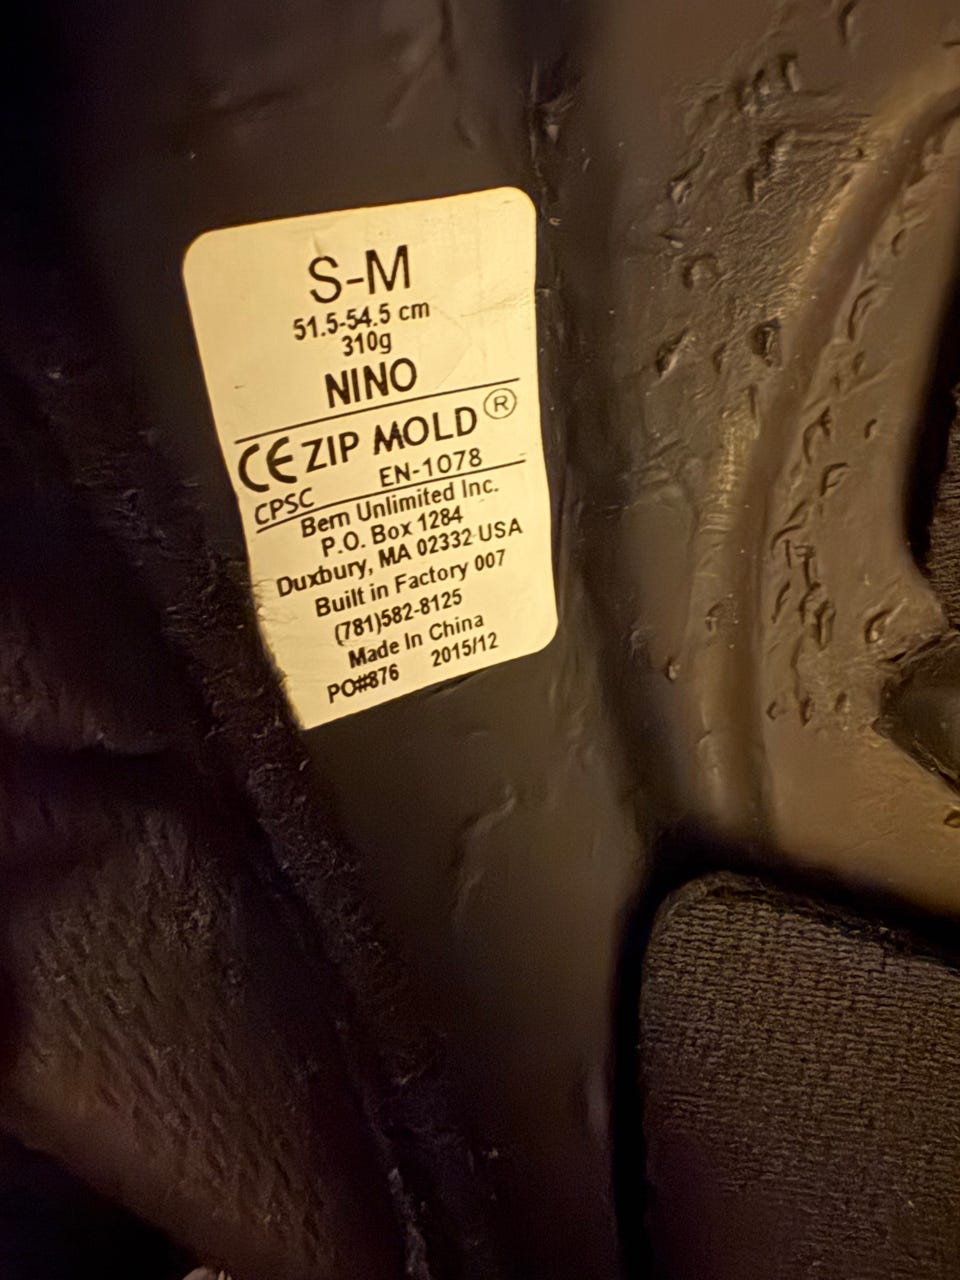 S-M
51.5-54.5 cm
310g
NINO
CE ZIP MOLD®
CPSC EN-1078
Bern Unlimited Inc.
P.O. Box 1284
Duxbury, MA 02332 USA
Built in Factory 007
(781)582-8125
Made In China
PO#876 2015/12